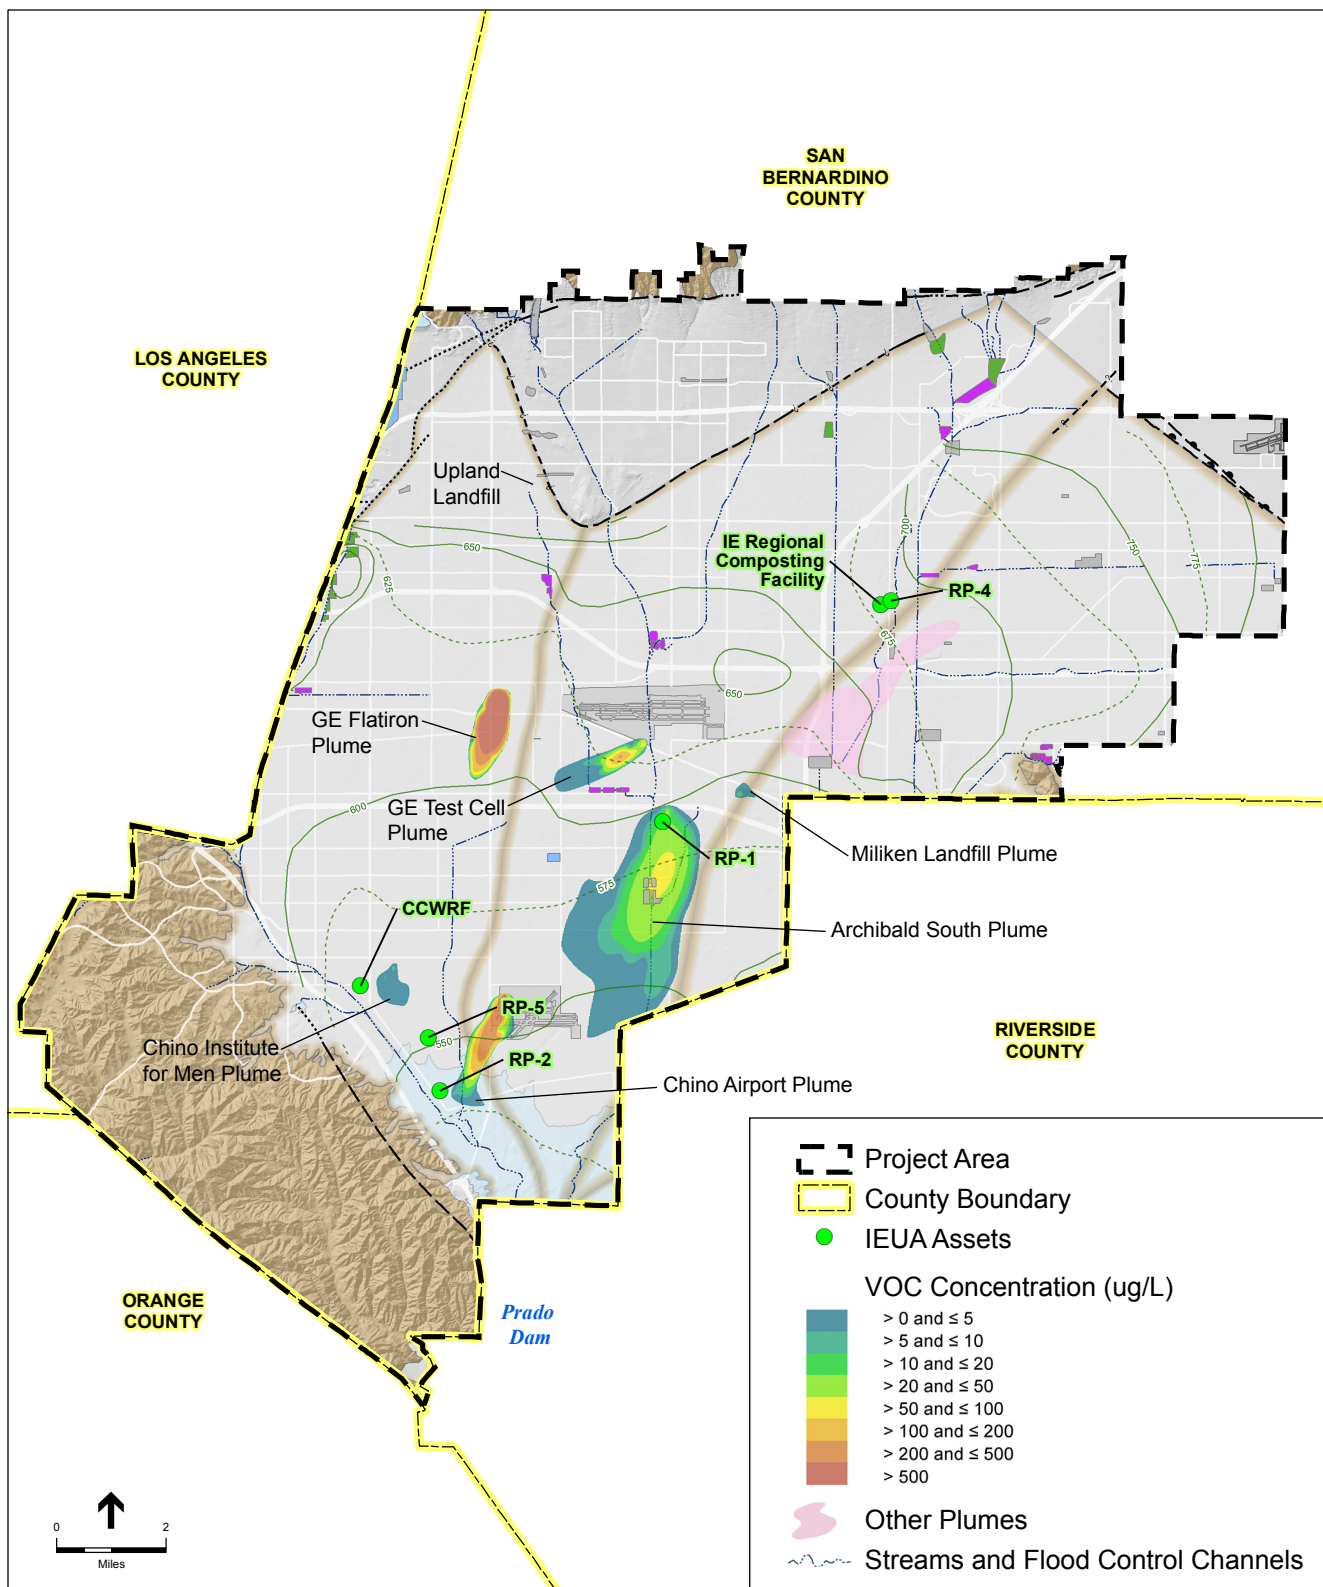 SAN
BERNARDINO
COUNTY
LOS ANGELES
COUNTY
Upland
Landfill
IE Regional
Composting
Facility
RP-4
700
750
775
650
625
675
650
GE Flatiron
Plume
GE Test Cell
Plume
600
RP-1
Miliken Landfill Plume
575
CCWRF
Archibald South Plume
RP-5
550
Chino Institute
for Men Plume
RP-2
Chino Airport Plume
RIVERSIDE
COUNTY
ORANGE
COUNTY
Prado
Dam
Project Area
County Boundary
IEUA Assets
VOC Concentration (ug/L)
> 0 and ≤ 5
> 5 and ≤ 10
> 10 and ≤ 20
> 20 and ≤ 50
> 50 and ≤ 100
> 100 and ≤ 200
> 200 and ≤ 500
> 500
Other Plumes
Streams and Flood Control Channels
0 2
Miles